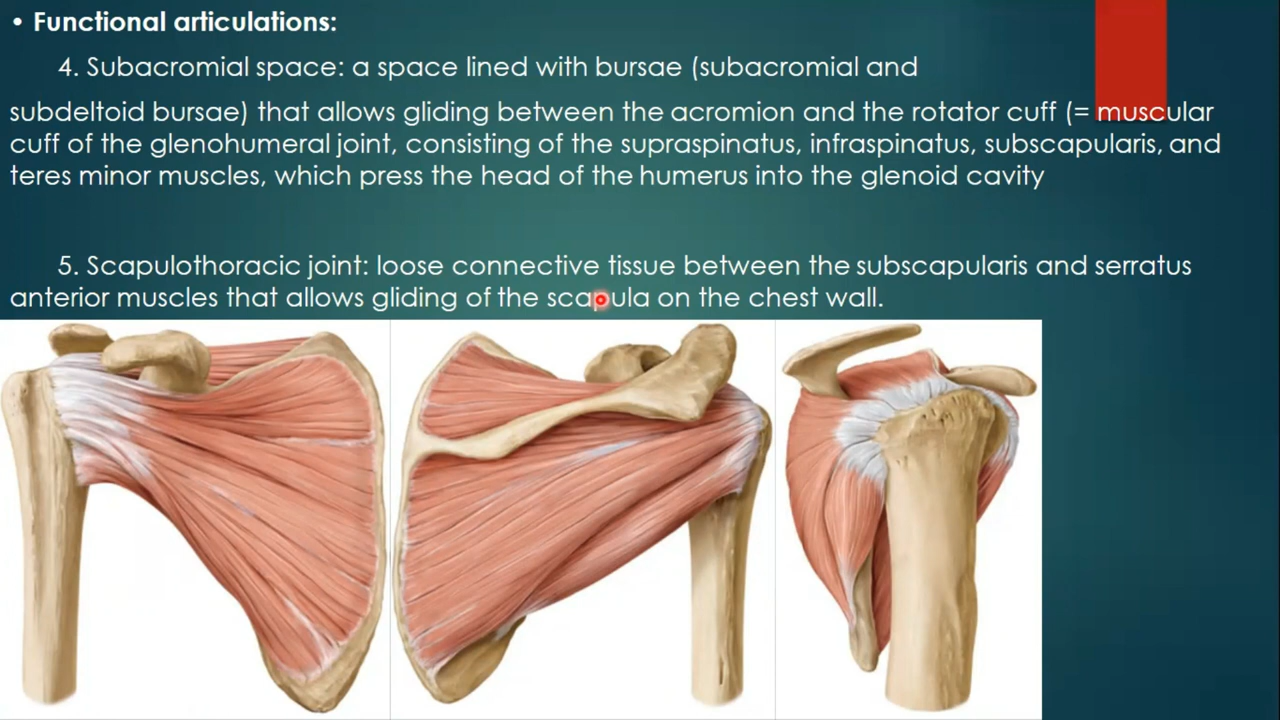 • Functional articulations:
4. Subacromial space: a space lined with bursae (subacromial and
subdeltoid bursae) that allows gliding between the acromion and the rotator cuff (= muscular
cuff of the glenohumeral joint, consisting of the supraspinatus, infraspinatus, subscapularis, and
teres minor muscles, which press the head of the humerus into the glenoid cavity
5. Scapulothoracic joint: loose connective tissue between the subscapularis and serratus
anterior muscles that allows gliding of the scapula on the chest wall.